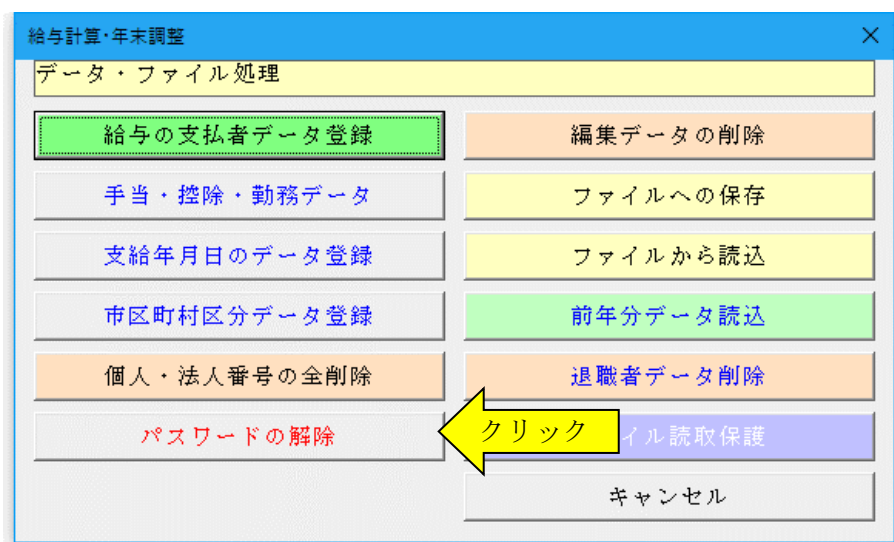 給与計算･年末調整
データ・ファイル処理
給与の支払者データ登録
編集データの削除
手当・控除・勤務データ
ファイルへの保存
支給年月日のデータ登録
ファイルから読込
市区町村区分データ登録
前年分データ読込
個人・法人番号の全削除
退職者データ削除
パスワードの解除
クリック
イル読取保護
キャンセル